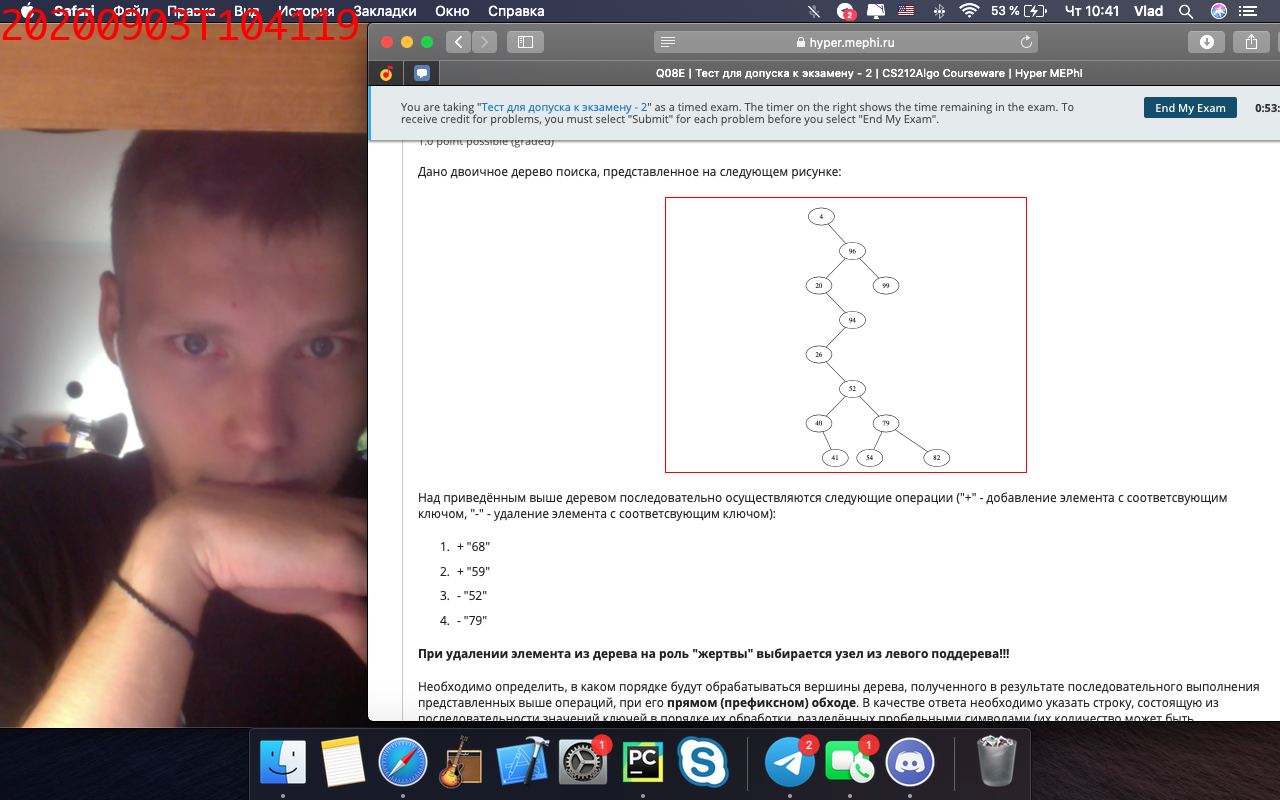 20200903T104119
Safari Файл Правка Вид История Закладки Окно Справка
2 53 % Чт 10:41 Vlad
hyper.mephi.ru
Q08E | Тест для допуска к экзамену - 2 | CS212Algo Courseware | Hyper MEPhI
You are taking "Тест для допуска к экзамену - 2" as a timed exam. The timer on the right shows the time remaining in the exam. To
receive credit for problems, you must select "Submit" for each problem before you select "End My Exam".
End My Exam
0:53:
1.0 point possible (graded)
Дано двоичное дерево поиска, представленное на следующем рисунке:
4
96
20 99
94
26
52
40 79
41 54 82
Над приведённым выше деревом последовательно осуществляются следующие операции ("+" - добавление элемента с соответсвующим
ключом, "-" - удаление элемента с соответсвующим ключом):
1. + "68"
2. + "59"
3. - "52"
4. - "79"
При удалении элемента из дерева на роль "жертвы" выбирается узел из левого поддерева!!!
Необходимо определить, в каком порядке будут обрабатываться вершины дерева, полученного в результате последовательного выполнения
представленных выше операций, при его прямом (префиксном) обходе. В качестве ответа необходимо указать строку, состоящую из
последовательности значений ключей в порядке их обработки, разделённых пробельными символами (их количество может быть
1 PC 2 1